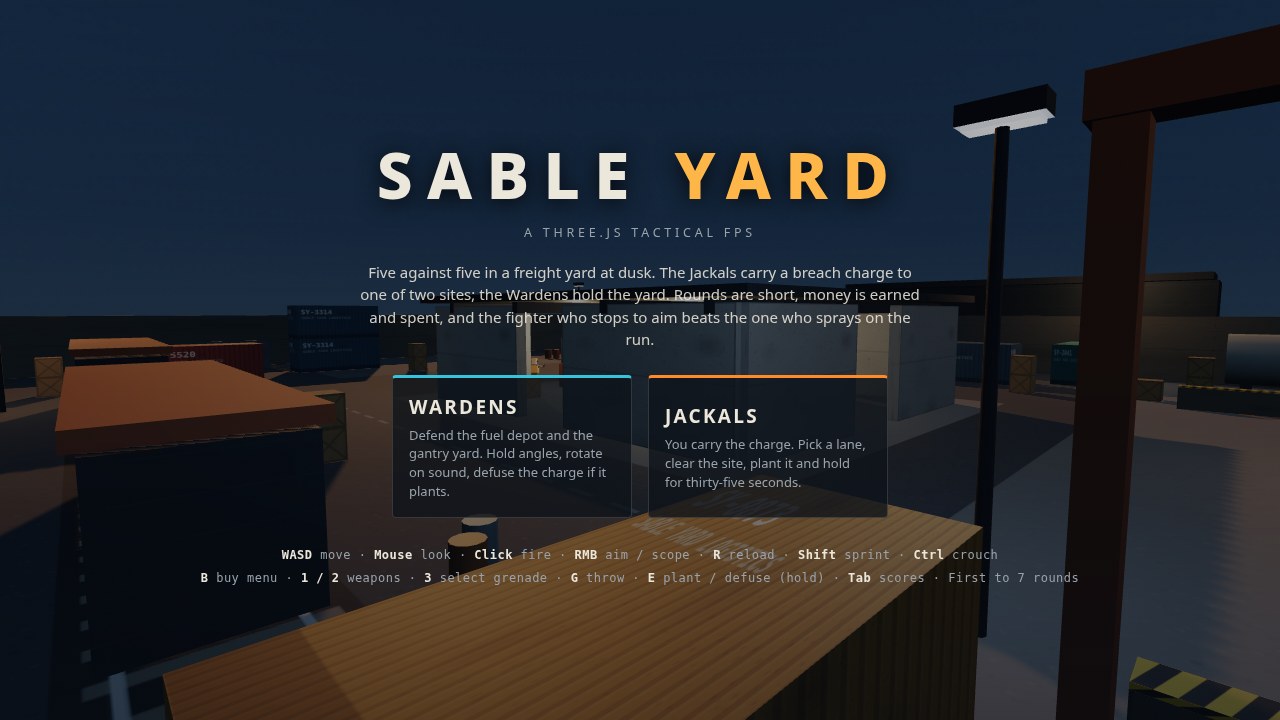 SABLE YARD
A THREE.JS TACTICAL FPS
Five against five in a freight yard at dusk. The Jackals carry a breach charge to
one of two sites; the Wardens hold the yard. Rounds are short, money is earned
and spent, and the fighter who stops to aim beats the one who sprays on the
run.
WARDENS
Defend the fuel depot and the
gantry yard. Hold angles, rotate
on sound, defuse the charge if it
plants.
JACKALS
You carry the charge. Pick a lane,
clear the site, plant it and hold
for thirty-five seconds.
WASD move · Mouse look · Click fire · RMB aim / scope · R reload · Shift sprint · Ctrl crouch
B buy menu · 1 / 2 weapons · 3 select grenade · G throw · E plant / defuse (hold) · Tab scores · First to 7 rounds
SY-3314
SY-3314